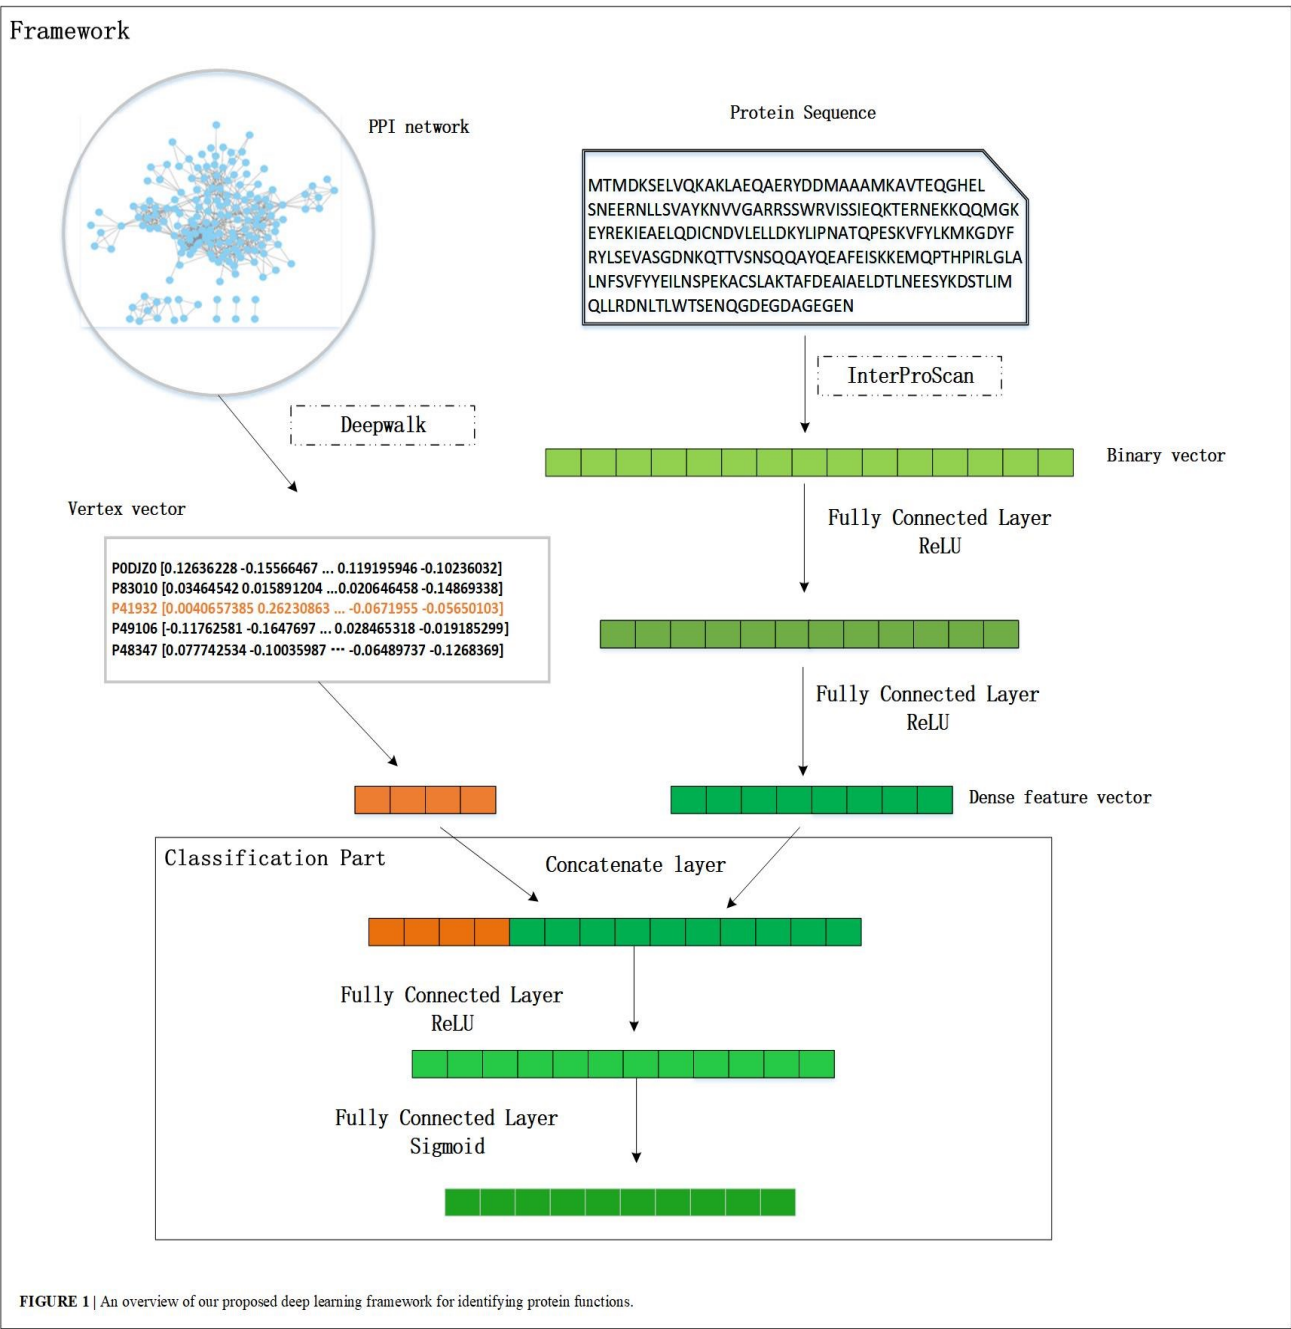 Framework
PPI network
Protein Sequence
MTMDKSELVQKAKLAEQAERYDDMAAAMKAVTEQGHEL
SNEERNLLSVAYKNVVGARRSSWRVISSIEQKTERNEKKQQMGK
EYREKIEAELQDICNDVLELLDKYLIPNATQPESKVFYLKMKGDYF
RYLSEVASGDNKQTTVSNSQQAYQEAFEISKKEMQPTHPIRLGLA
LNFSVFYYEILNSPEKACSLAKTAFDEAIAELDTLNEESYKDSTLIM
QLLRDNLTLWTSENQGDEGDAGEGEN
InterProScan
Deepwalk
Binary vector
Vertex vector
Fully Connected Layer
ReLU
P0DJZ0 [0.12636228 -0.15566467 ... 0.119195946 -0.10236032]
P83010 [0.03464542 0.015891204 ...0.020646458 -0.14869338]
P41932 [0.0040657385 0.26230863 ... -0.0671955 -0.05650103]
P49106 [-0.11762581 -0.1647697 ... 0.028465318 -0.019185299]
P48347 [0.077742534 -0.10035987 ··· -0.06489737 -0.1268369]
Fully Connected Layer
ReLU
Dense feature vector
Classification Part
Concatenate layer
Fully Connected Layer
ReLU
Fully Connected Layer
Sigmoid
FIGURE 1 | An overview of our proposed deep learning framework for identifying protein functions.